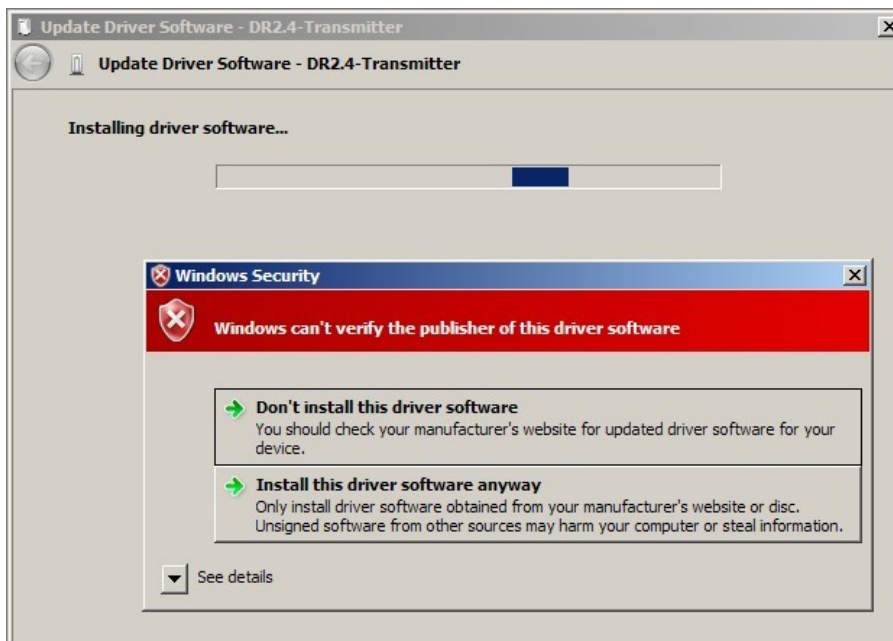 Update Driver Software - DR2.4-Transmitter
Update Driver Software - DR2.4-Transmitter
Installing driver software...
Windows Security
Windows can't verify the publisher of this driver software
Don't install this driver software
You should check your manufacturer's website for updated driver software for your
device.
Install this driver software anyway
Only install driver software obtained from your manufacturer's website or disc.
Unsigned software from other sources may harm your computer or steal information.
See details